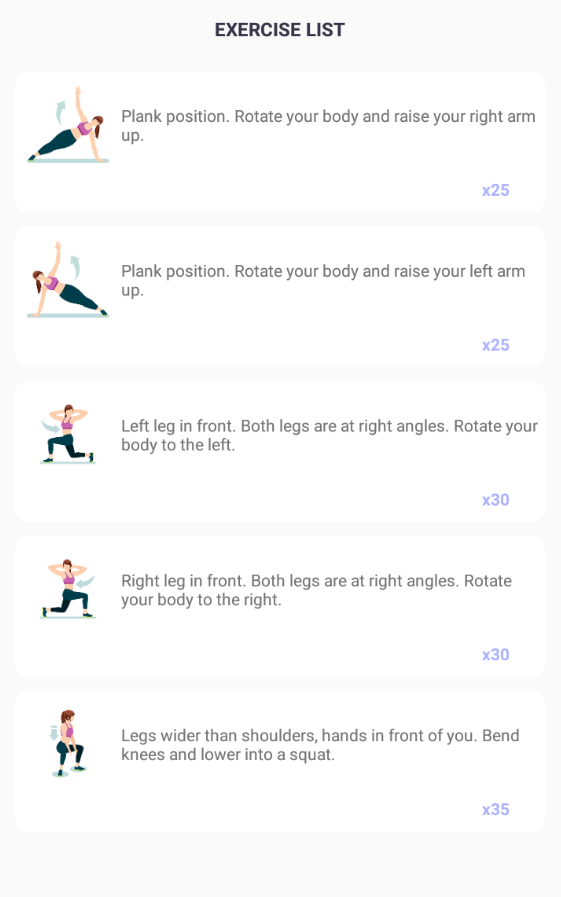 EXERCISE LIST
Plank position. Rotate your body and raise your right arm
up.
x25
Plank position. Rotate your body and raise your left arm
up.
x25
Left leg in front. Both legs are at right angles. Rotate your
body to the left.
x30
Right leg in front. Both legs are at right angles. Rotate
your body to the right.
x30
Legs wider than shoulders, hands in front of you. Bend
knees and lower into a squat.
x35